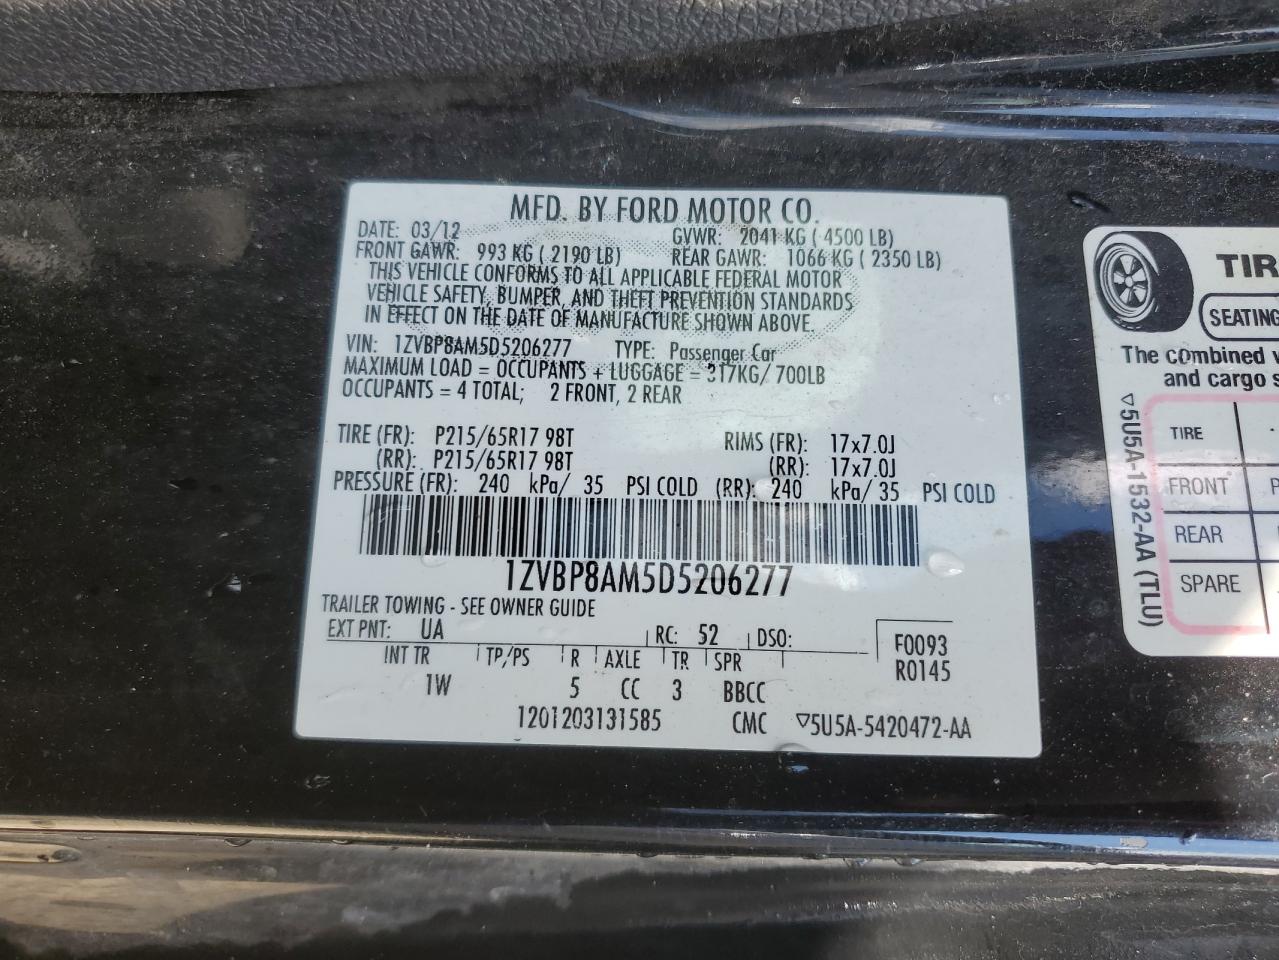 MFD. BY FORD MOTOR CO.
DATE: 03/12 GVWR: 2041 KG ( 4500 LB)
FRONT GAWR: 993 KG ( 2190 LB) REAR GAWR: 1066 KG ( 2350 LB)
THIS VEHICLE CONFORMS TO ALL APPLICABLE FEDERAL MOTOR
VEHICLE SAFETY, BUMPER, AND THEFT PREVENTION STANDARDS
IN EFFECT ON THE DATE OF MANUFACTURE SHOWN ABOVE.
VIN: 1ZVBP8AM5D5206277 TYPE: Passenger Car
MAXIMUM LOAD = OCCUPANTS + LUGGAGE = 317KG/ 700LB
OCCUPANTS = 4 TOTAL; 2 FRONT, 2 REAR
TIRE (FR): P215/65R17 98T RIMS (FR): 17x7.0J
(RR): P215/65R17 98T (RR): 17x7.0J
PRESSURE (FR): 240 kPa/ 35 PSI COLD (RR): 240 kPa/ 35 PSI COLD
1ZVBP8AM5D5206277
TRAILER TOWING - SEE OWNER GUIDE
EXT PNT: UA RC: 52 DSO: F0093
R0145
INT TR TP/PS R AXLE TR SPR
1W 5 CC 3 BBCC
1201203131585 CMC ▽5U5A-5420472-AA
TIR
SEATING
The combined
and cargo
▽5U5A-1532-AA (TLU)
TIRE
FRONT P
REAR
SPARE